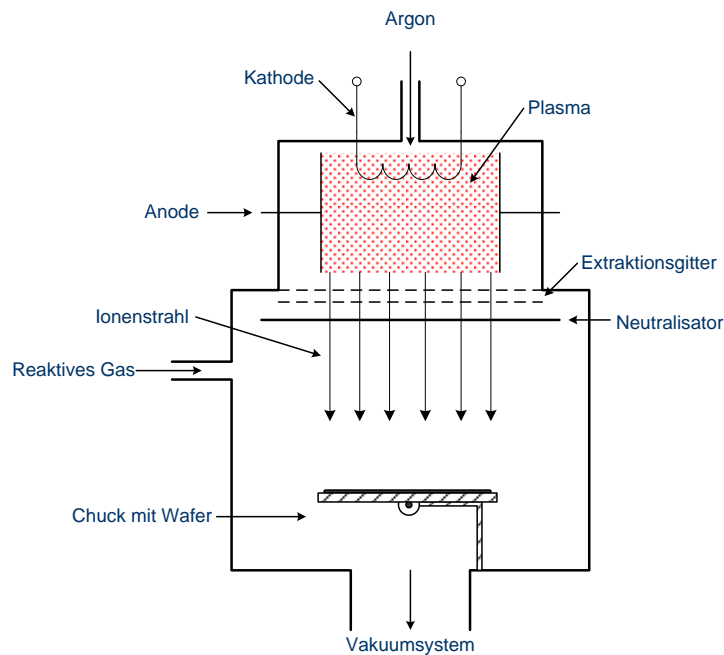 Argon
Kathode
Plasma
Anode
Extraktionsgitter
Ionenstrahl
Neutralisator
Reaktives Gas
Chuck mit Wafer
Vakuumsystem